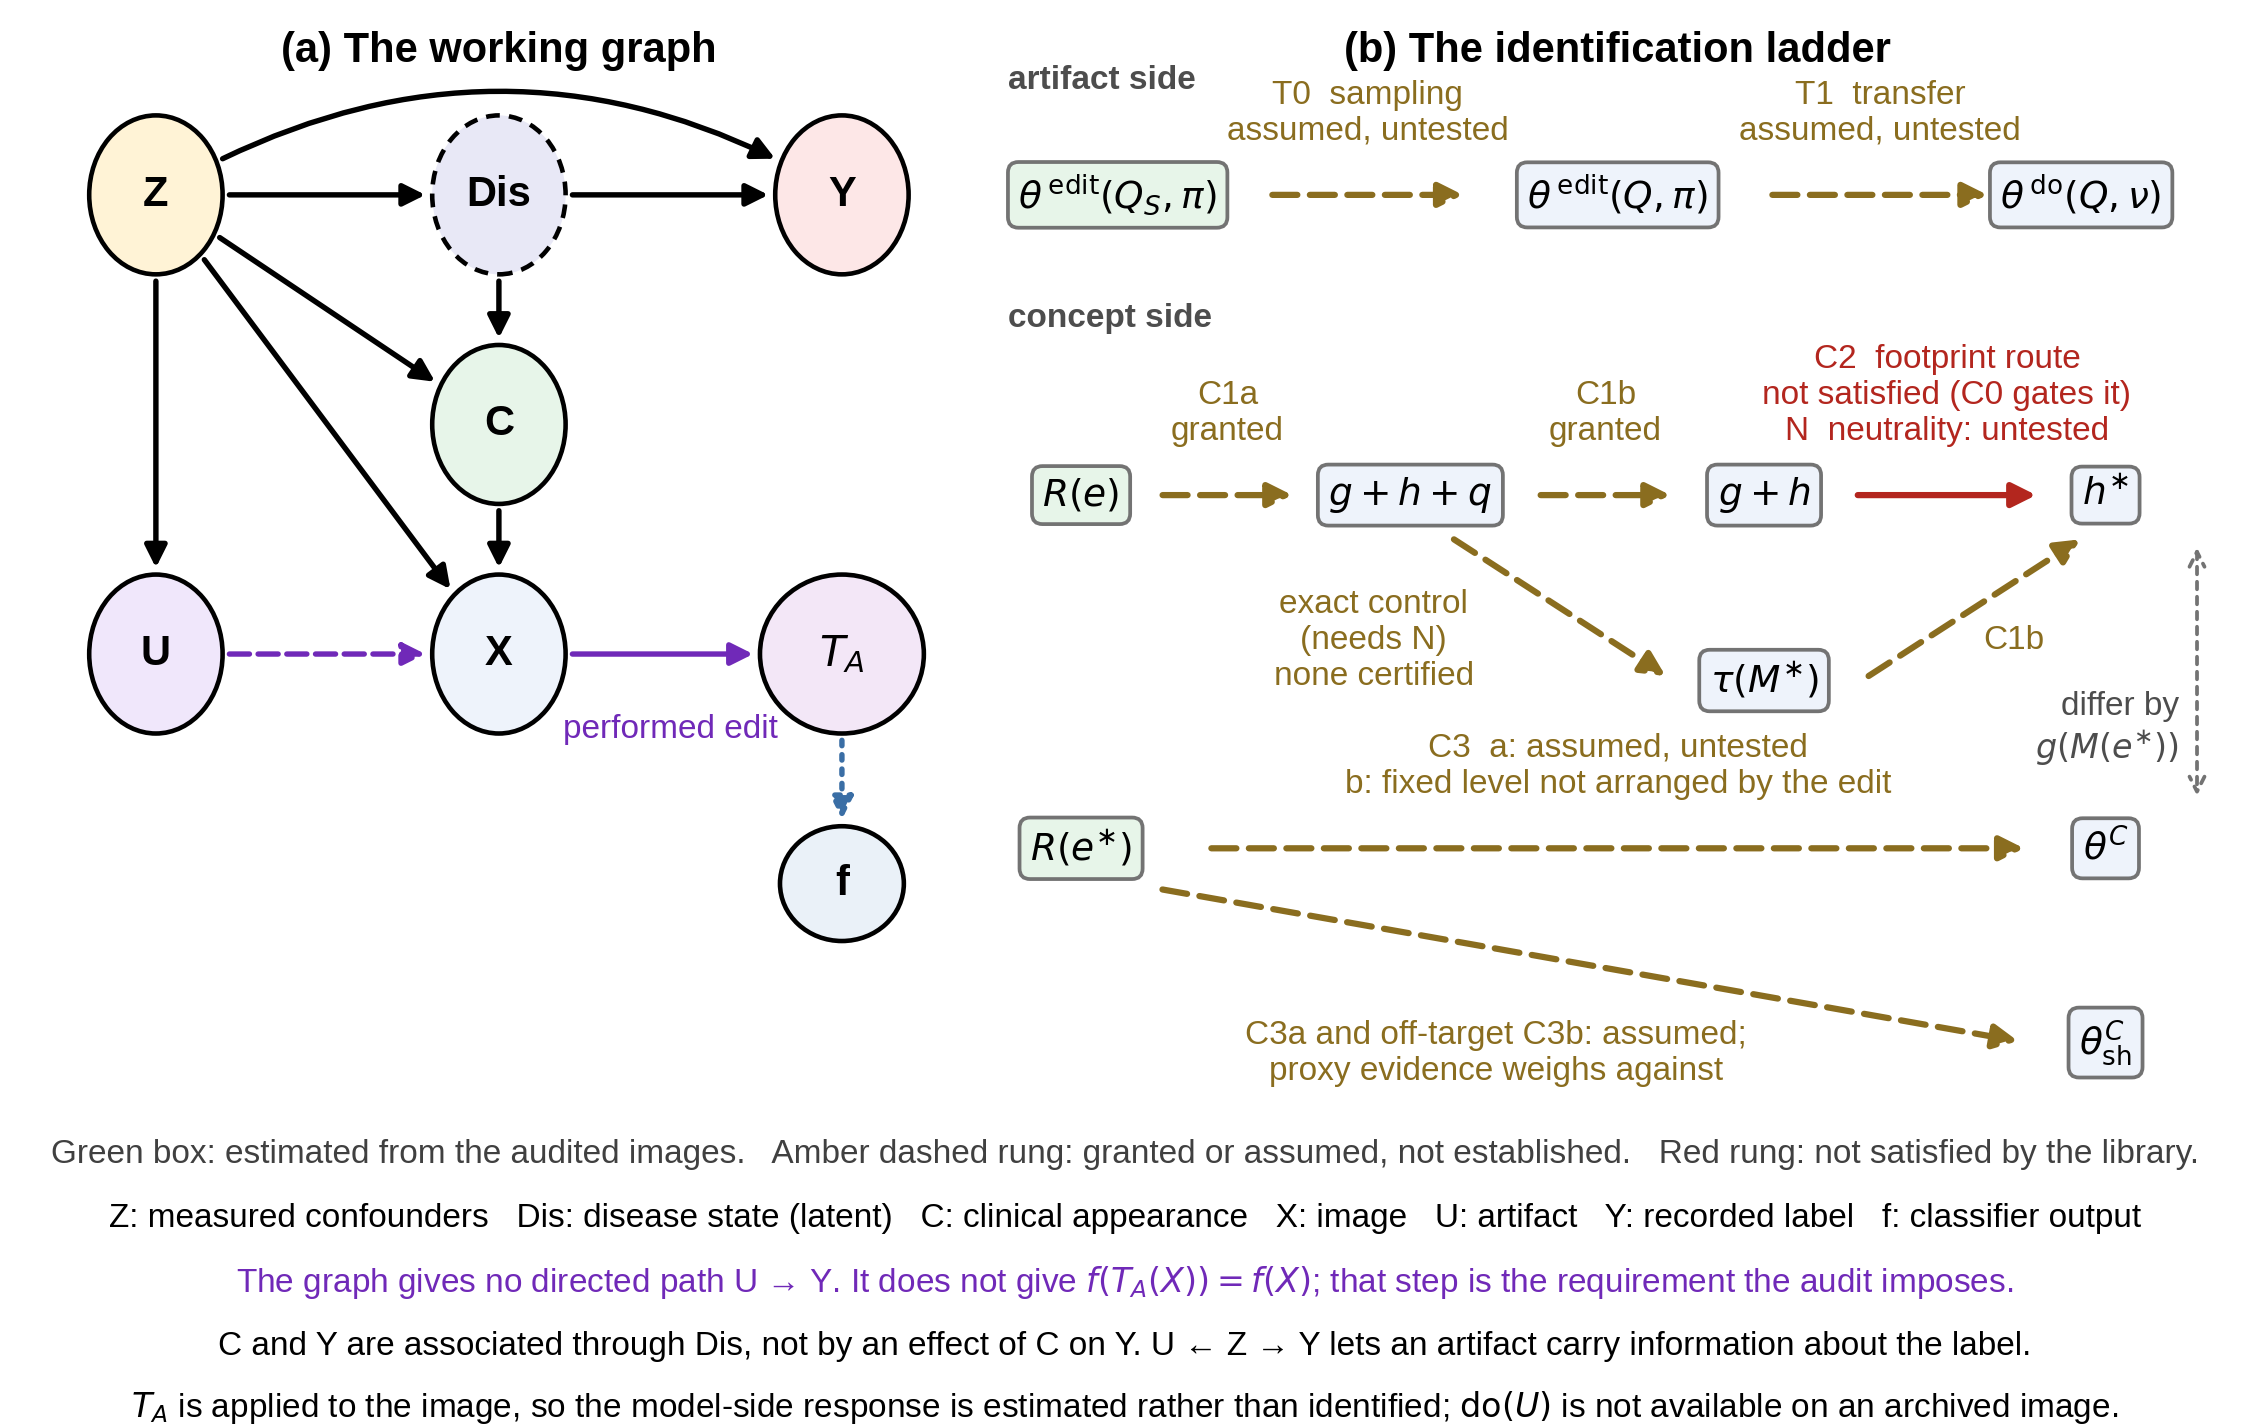 (a) The working graph
Z
Dis
Y
C
U
X
T_A
performed edit
f
(b) The identification ladder
artifact side
T0 sampling
assumed, untested
T1 transfer
assumed, untested
θ^edit(Q_S, π)
θ^edit(Q, π)
θ^do(Q, ν)
concept side
C1a
granted
C1b
granted
C2 footprint route
not satisfied (C0 gates it)
N neutrality: untested
R(e)
g + h + q
g + h
h*
exact control
(needs N)
none certified
C1b
τ(M*)
differ by
g(M(e*))
C3 a: assumed, untested
b: fixed level not arranged by the edit
R(e*)
θ^C
C3a and off-target C3b: assumed;
proxy evidence weighs against
θ^C_sh
Green box: estimated from the audited images. Amber dashed rung: granted or assumed, not established. Red rung: not satisfied by the library.
Z: measured confounders Dis: disease state (latent) C: clinical appearance X: image U: artifact Y: recorded label f: classifier output
The graph gives no directed path U → Y. It does not give f(T_A(X)) = f(X); that step is the requirement the audit imposes.
C and Y are associated through Dis, not by an effect of C on Y. U ← Z → Y lets an artifact carry information about the label.
T_A is applied to the image, so the model-side response is estimated rather than identified; do(U) is not available on an archived image.